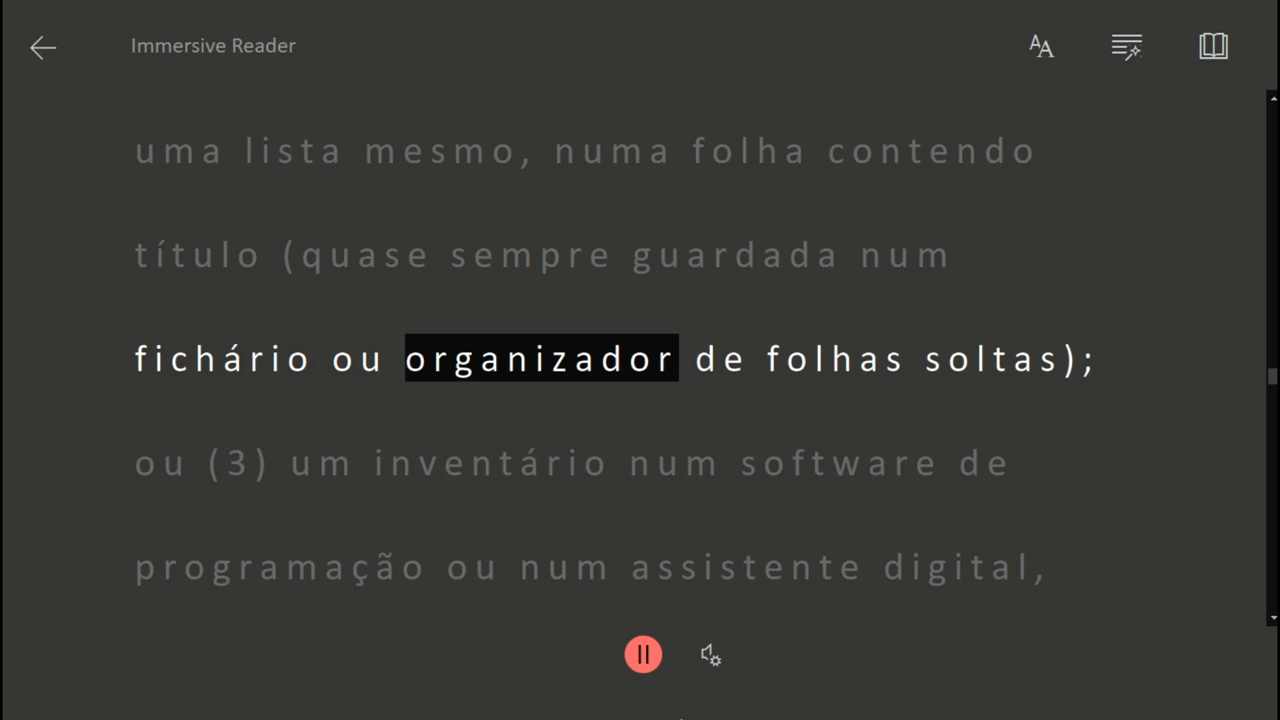 Immersive Reader
uma lista mesmo, numa folha contendo
título (quase sempre guardada num
fichário ou organizador de folhas soltas);
ou (3) um inventário num software de
programação ou num assistente digital,